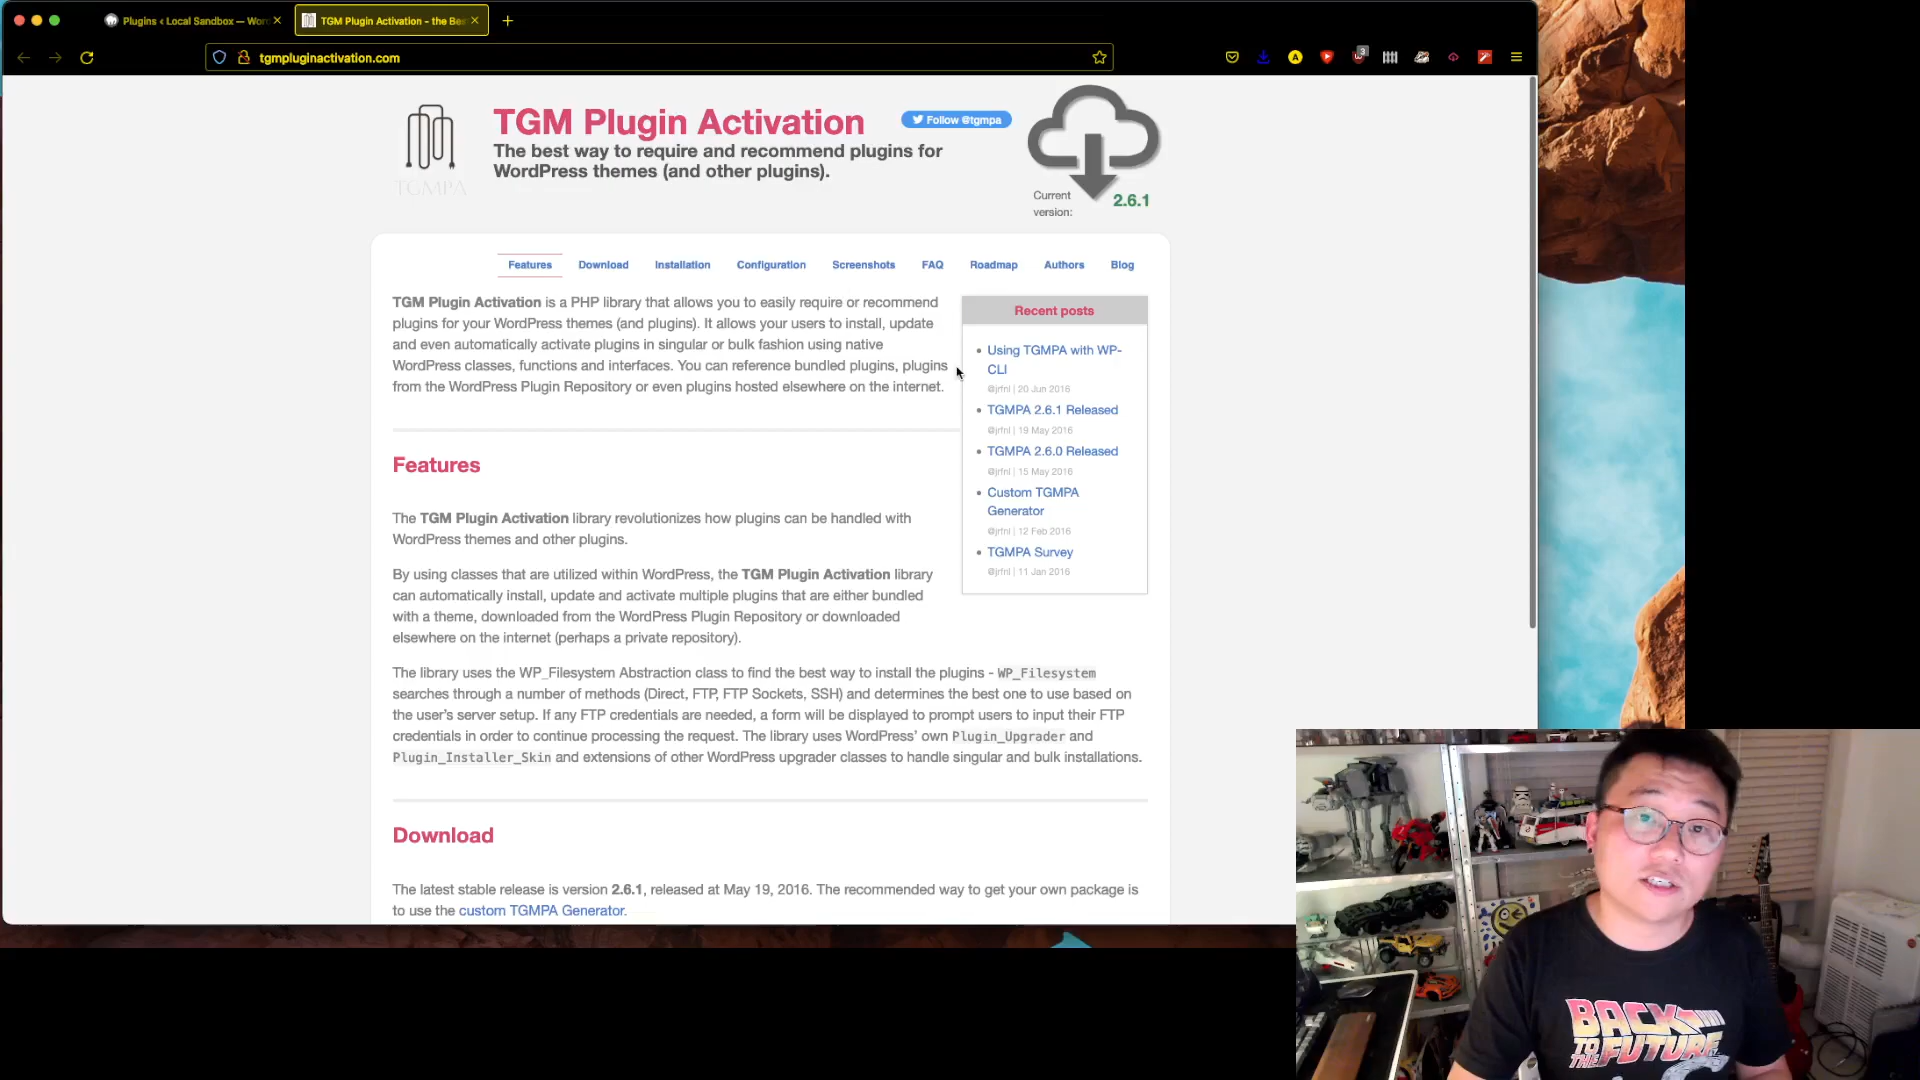 Plugins ‹ Local Sandbox — Wor
TGM Plugin Activation - the Be
tgmpluginactivation.com
A
3
TGMPA
TGM Plugin Activation
Follow @tgmpa
The best way to require and recommend plugins for
WordPress themes (and other plugins).
Current
version:
2.6.1
Features
Download
Installation
Configuration
Screenshots
FAQ
Roadmap
Authors
Blog
TGM Plugin Activation is a PHP library that allows you to easily require or recommend
plugins for your WordPress themes (and plugins). It allows your users to install, update
and even automatically activate plugins in singular or bulk fashion using native
WordPress classes, functions and interfaces. You can reference bundled plugins, plugins
from the WordPress Plugin Repository or even plugins hosted elsewhere on the internet.
Recent posts
Using TGMPA with WP-
CLI
@jrfnl | 20 Jun 2016
TGMPA 2.6.1 Released
@jrfnl | 19 May 2016
TGMPA 2.6.0 Released
@jrfnl | 15 May 2016
Custom TGMPA
Generator
@jrfnl | 12 Feb 2016
TGMPA Survey
@jrfnl | 11 Jan 2016
Features
The TGM Plugin Activation library revolutionizes how plugins can be handled with
WordPress themes and other plugins.
By using classes that are utilized within WordPress, the TGM Plugin Activation library
can automatically install, update and activate multiple plugins that are either bundled
with a theme, downloaded from the WordPress Plugin Repository or downloaded
elsewhere on the internet (perhaps a private repository).
The library uses the WP_Filesystem Abstraction class to find the best way to install the plugins - WP_Filesystem
searches through a number of methods (Direct, FTP, FTP Sockets, SSH) and determines the best one to use based on
the user's server setup. If any FTP credentials are needed, a form will be displayed to prompt users to input their FTP
credentials in order to continue processing the request. The library uses WordPress' own Plugin_Upgrader and
Plugin_Installer_Skin and extensions of other WordPress upgrader classes to handle singular and bulk installations.
Download
The latest stable release is version 2.6.1, released at May 19, 2016. The recommended way to get your own package is
to use the custom TGMPA Generator.
BACK
TO THE FUTURE